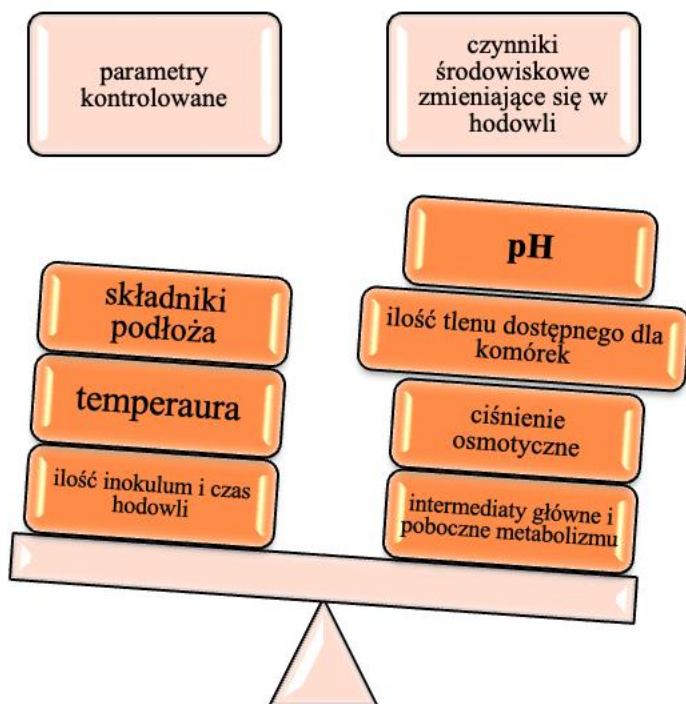 parametry
kontrolowane
czynniki
środowiskowe
zmieniające się w
hodowli
składniki
podłoża
temperaura
ilość inokulum i czas
hodowli
pH
ilość tlenu dostępnego dla
komórek
ciśnienie
osmotyczne
intermediaty główne i
poboczne metabolizmu